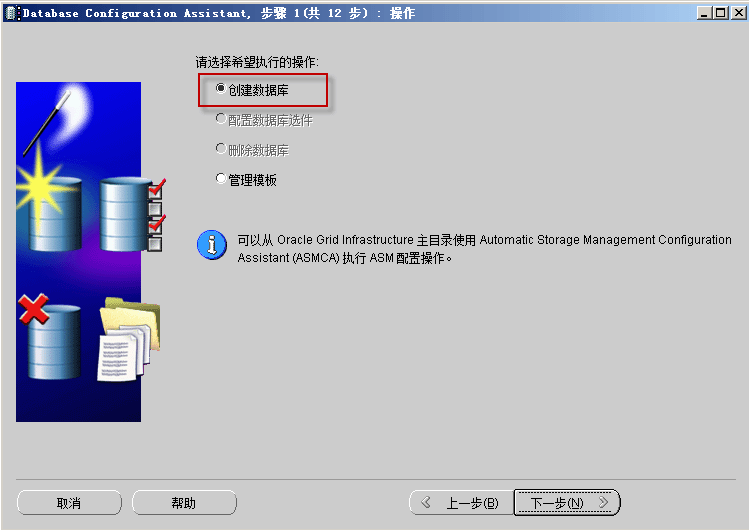 Database Configuration Assistant, 步骤 1(共 12 步) : 操作
请选择希望执行的操作:
创建数据库
配置数据库选件
删除数据库
管理模板
可以从 Oracle Grid Infrastructure 主目录使用 Automatic Storage Management Configuration
Assistant (ASMCA) 执行 ASM 配置操作。
取消
帮助
上一步(B)
下一步(N)